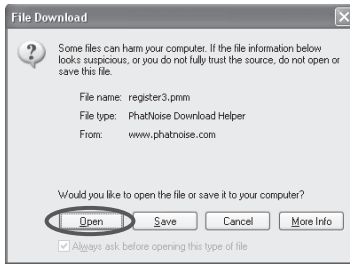 File Download
Some files can harm your computer. If the file information below
looks suspicious, or you do not fully trust the source, do not open or
save this file.
File name: register3.pmm
File type: PhatNoise Download Helper
From: www.phatnoise.com
Would you like to open the file or save it to your computer?
Open Save Cancel More Info
Always ask before opening this type of file